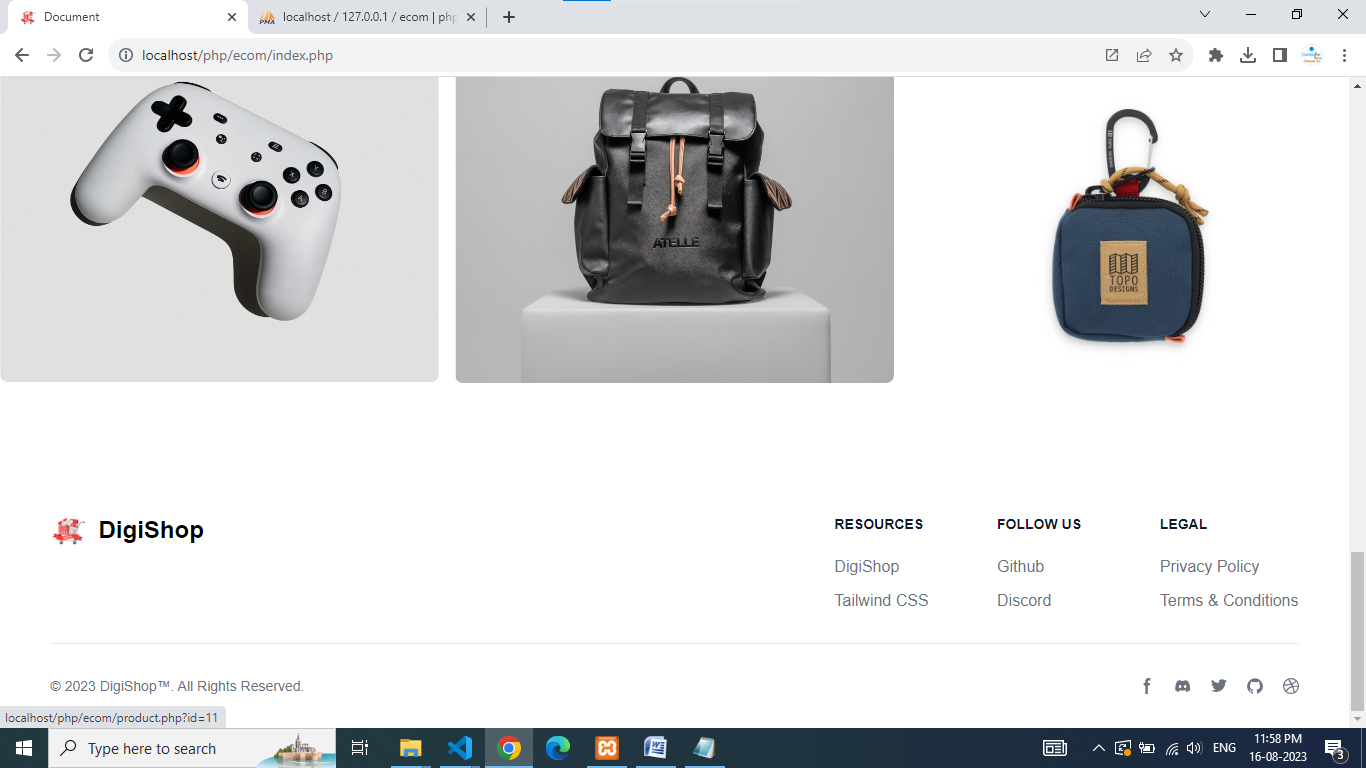 Document
localhost / 127.0.0.1 / ecom | php
localhost/php/ecom/index.php
ATELLE
TOPO
DESIGNS
DigiShop
RESOURCES
FOLLOW US
LEGAL
DigiShop
Github
Privacy Policy
Tailwind CSS
Discord
Terms & Conditions
© 2023 DigiShop™. All Rights Reserved.
localhost/php/ecom/product.php?id=11
Type here to search
ENG
11:58 PM
16-08-2023
3